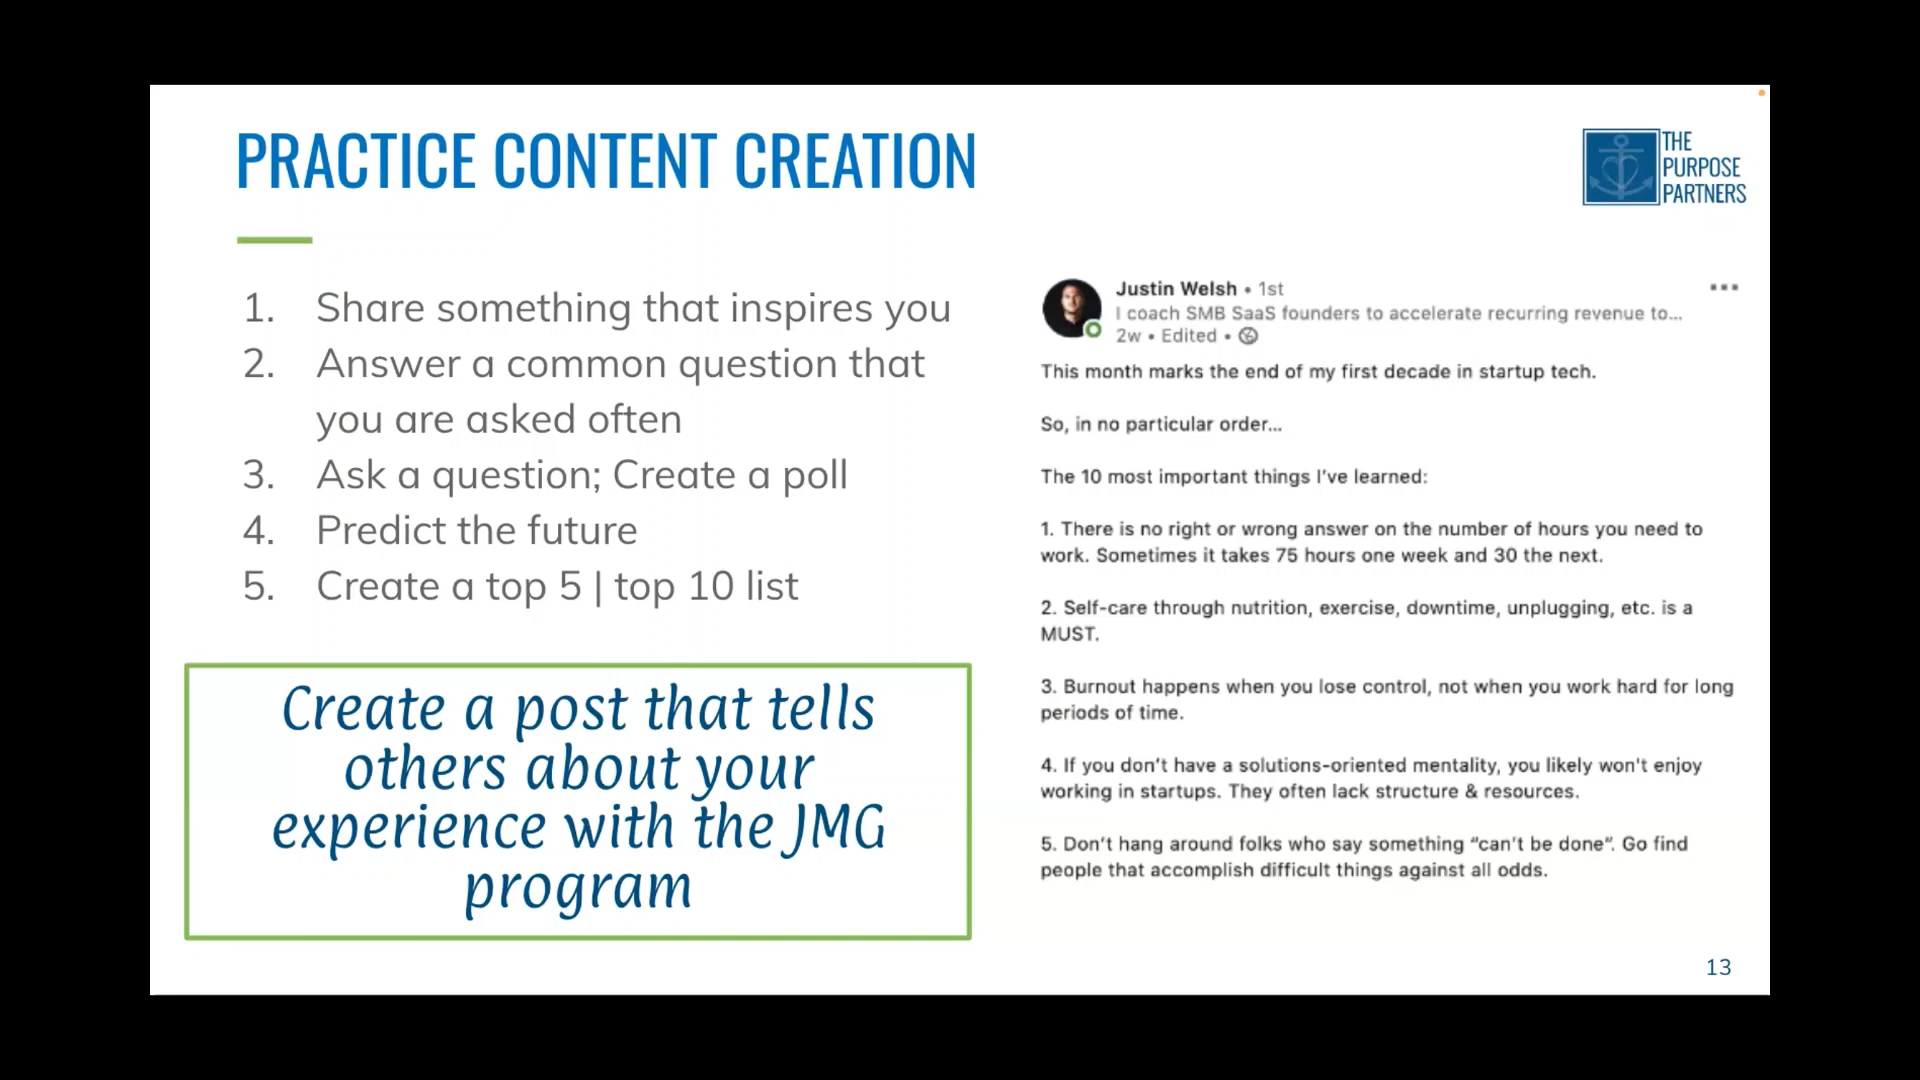 PRACTICE CONTENT CREATION
THE
PURPOSE
PARTNERS
1. Share something that inspires you
2. Answer a common question that
you are asked often
3. Ask a question; Create a poll
4. Predict the future
5. Create a top 5 | top 10 list
Create a post that tells
others about your
experience with the JMG
program
Justin Welsh • 1st
I coach SMB SaaS founders to accelerate recurring revenue to...
2w • Edited •
This month marks the end of my first decade in startup tech.
So, in no particular order...
The 10 most important things I've learned:
1. There is no right or wrong answer on the number of hours you need to
work. Sometimes it takes 75 hours one week and 30 the next.
2. Self-care through nutrition, exercise, downtime, unplugging, etc. is a
MUST.
3. Burnout happens when you lose control, not when you work hard for long
periods of time.
4. If you don't have a solutions-oriented mentality, you likely won't enjoy
working in startups. They often lack structure & resources.
5. Don't hang around folks who say something “can't be done”. Go find
people that accomplish difficult things against all odds.
13